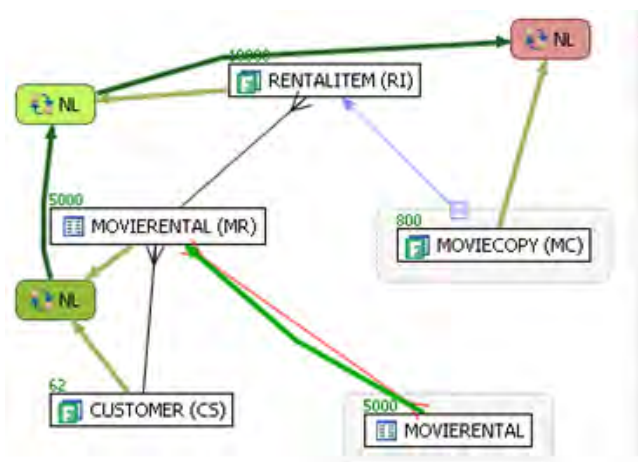 NL
10000
RENTALITEM (RI)
NL
5000
MOVIERENTAL (MR)
800
MOVIECOPY (MC)
NL
62
CUSTOMER (CS)
5000
MOVIERENTAL